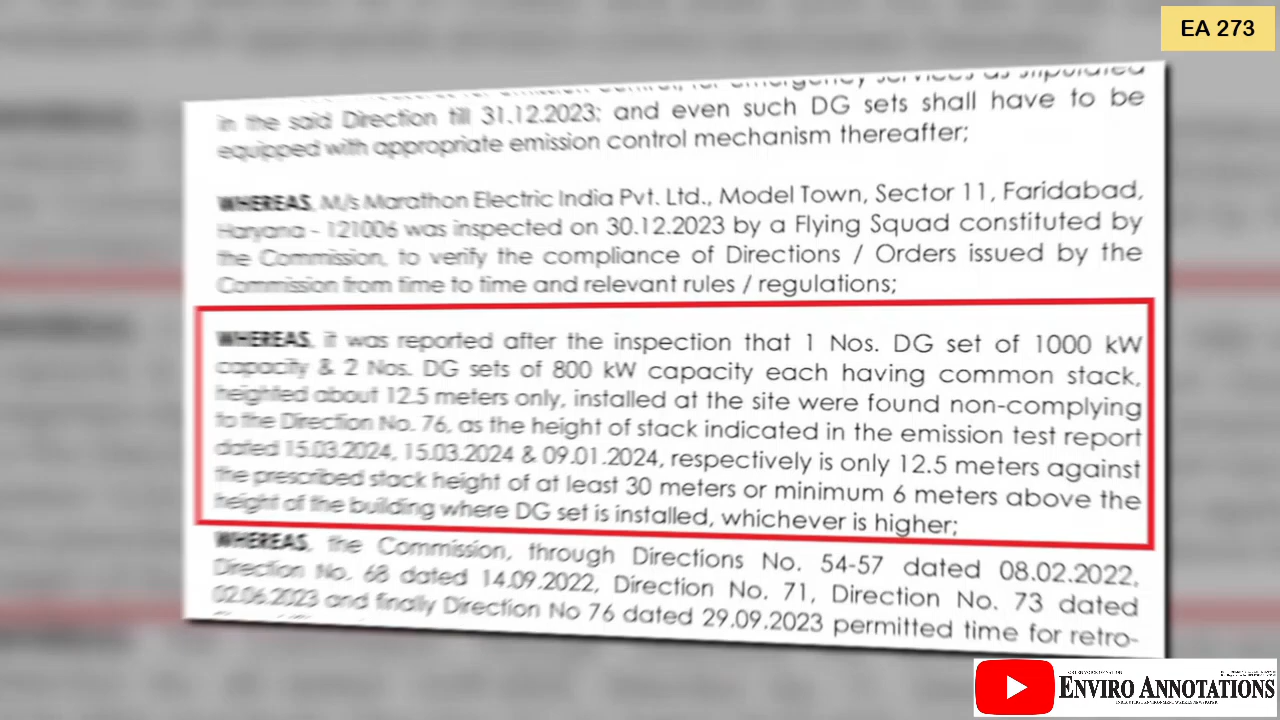 EA 273
for emergency services as stipulated
in the said Direction till 31.12.2023; and even such DG sets shall have to be
equipped with appropriate emission control mechanism thereafter;
WHEREAS, M/s Marathon Electric India Pvt. Ltd., Model Town, Sector 11, Faridabad,
Haryana - 121006 was inspected on 30.12.2023 by a Flying Squad constituted by
the Commission, to verify the compliance of Directions / Orders issued by the
Commission from time to time and relevant rules / regulations;
WHEREAS, it was reported after the inspection that 1 Nos. DG set of 1000 kW
capacity & 2 Nos. DG sets of 800 kW capacity each having common stack,
heighted about 12.5 meters only, installed at the site were found non-complying
to the Direction No. 76, as the height of stack indicated in the emission test report
dated 15.03.2024, 15.03.2024 & 09.01.2024, respectively is only 12.5 meters against
the prescribed stack height of at least 30 meters or minimum 6 meters above the
height of the building where DG set is installed, whichever is higher;
WHEREAS, the Commission, through Directions No. 54-57 dated 08.02.2022,
Direction No. 68 dated 14.09.2022, Direction No. 71, Direction No. 73 dated
02.06.2023 and finally Direction No 76 dated 29.09.2023 permitted time for retro-
ENVIRO ANNOTATIONS